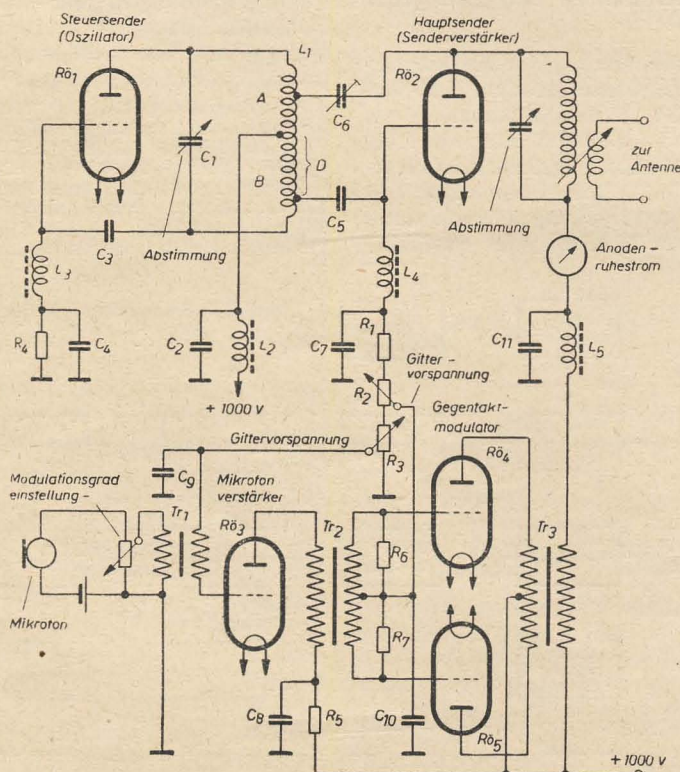 Steuersender
(Oszillator)
Hauptsender
(Senderverstärker)
Rö1
L1
A
B
D
C1
C6
Rö2
C5
C3
Abstimmung
Abstimmung
zur
Antenne
Anoden-
ruhestrom
L3
R4
C4
C2
L2
+ 1000 V
L4
C7
R1
R2
R3
Gitter-
vorspannung
C11
L5
Gittervorspannung
Gegentakt-
modulator
C9
Modulationsgrad
einstellung-
Mikrofon
verstärker
Tr1
Rö3
Tr2
Rö4
Tr3
R6
R7
Mikrofon
C8
R5
C10
Rö5
+ 1000 V